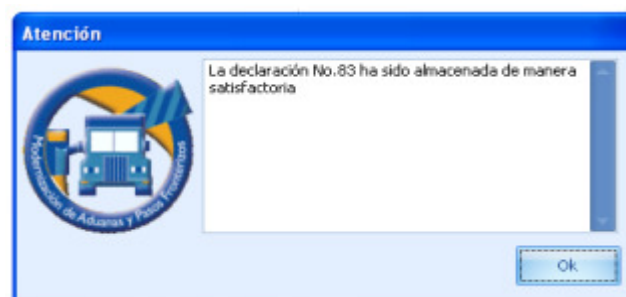 Atención
La declaración No.83 ha sido almacenada de manera
satisfactoria
Modernización de Aduanas y Pasos Fronterizos
Ok